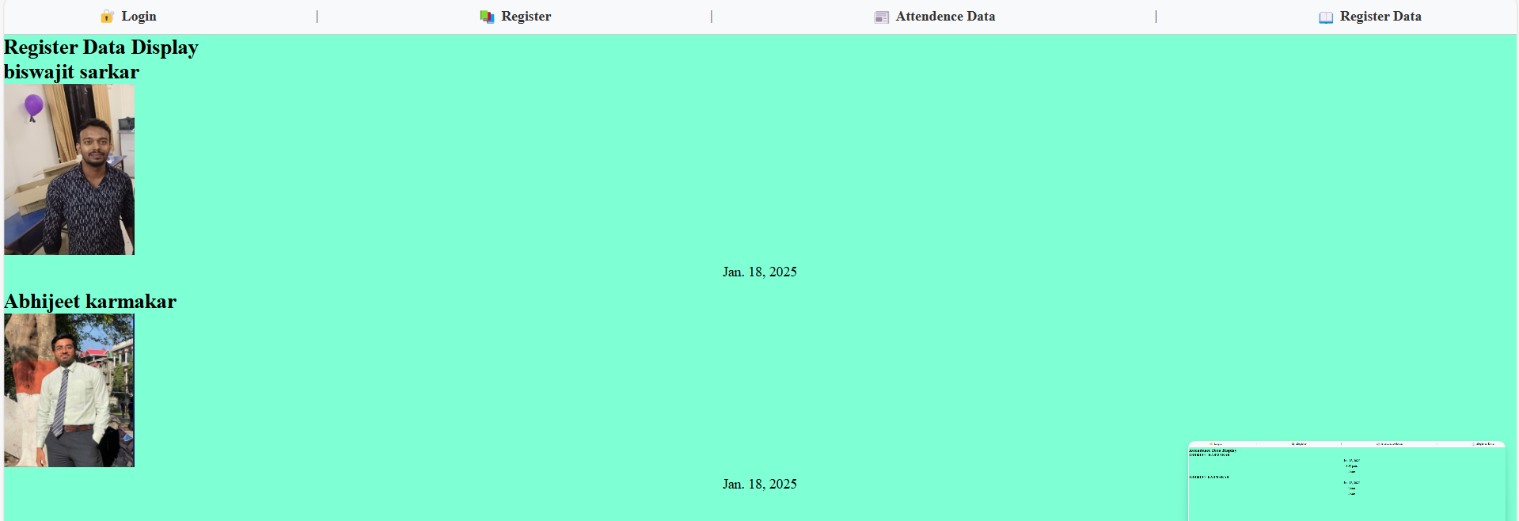 Login | Register | Attendence Data | Register Data
Register Data Display
biswajit sarkar
Jan. 18, 2025
Abhijeet karmakar
Jan. 18, 2025